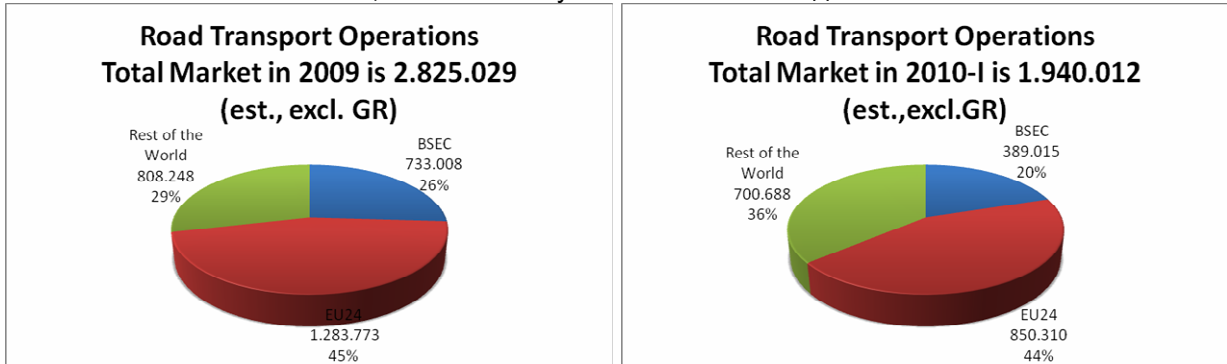 Road Transport Operations
Total Market in 2009 is 2.825.029
(est., excl. GR)
Rest of the
World
808.248
29%
BSEC
733.008
26%
EU24
1.283.773
45%
Road Transport Operations
Total Market in 2010-I is 1.940.012
(est.,excl.GR)
Rest of the
World
700.688
36%
BSEC
389.015
20%
EU24
850.310
44%